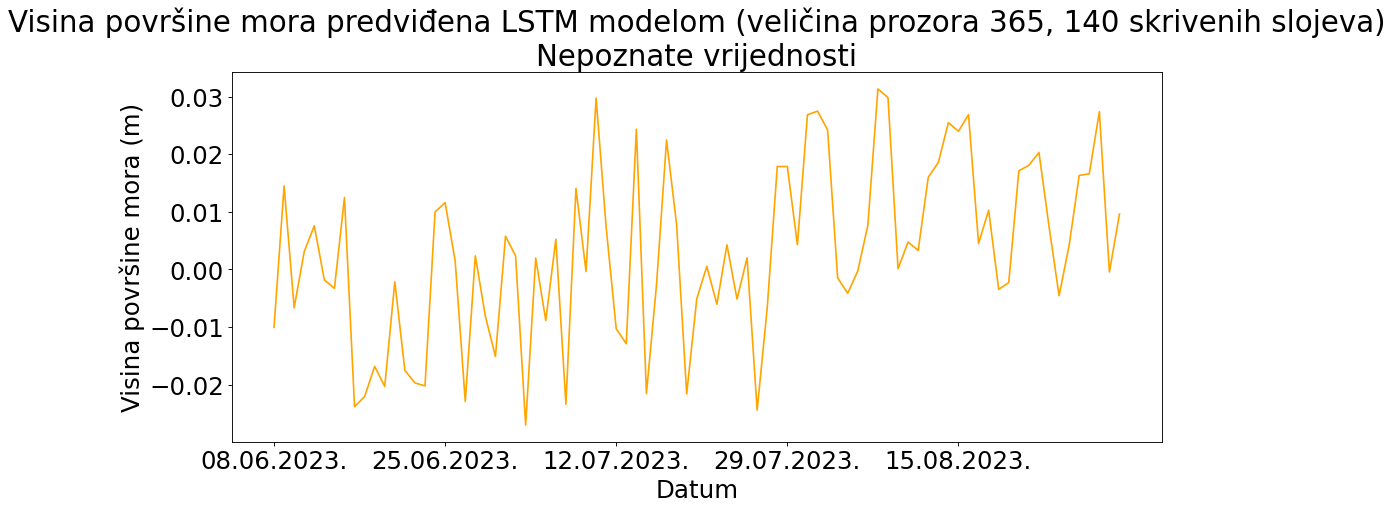 Visina površine mora predviđena LSTM modelom (veličina prozora 365, 140 skrivenih slojeva)
Nepoznate vrijednosti
Visina površine mora (m)
0.03
0.02
0.01
0.00
−0.01
−0.02
08.06.2023. 25.06.2023. 12.07.2023. 29.07.2023. 15.08.2023.
Datum